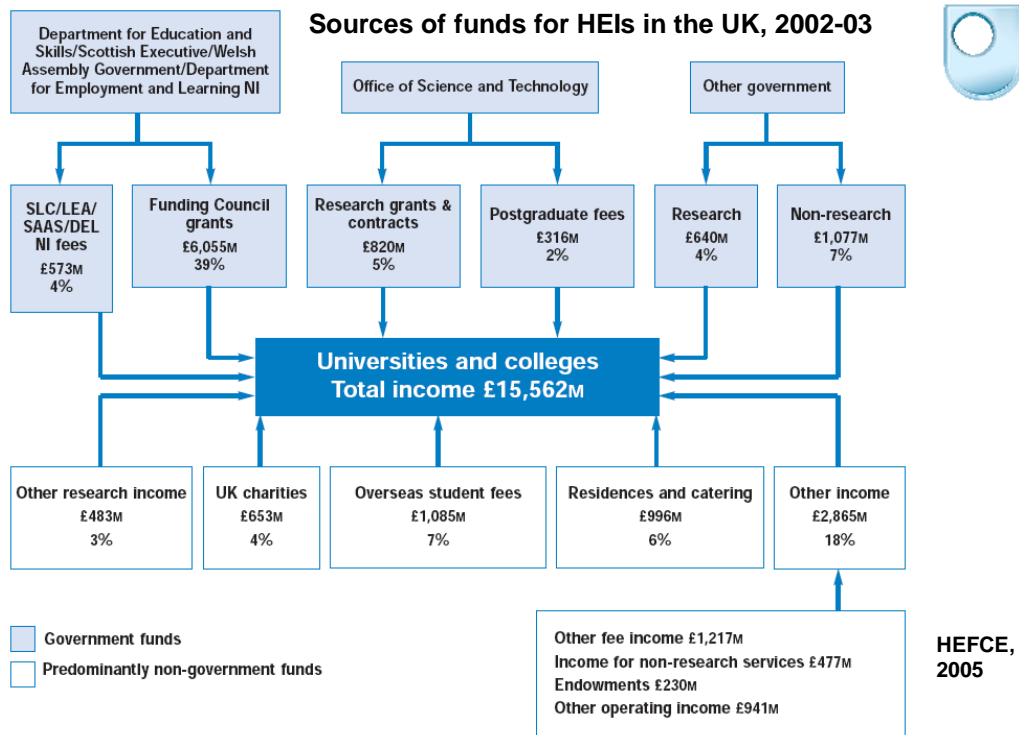 Sources of funds for HEIs in the UK, 2002-03
Department for Education and
Skills/Scottish Executive/Welsh
Assembly Government/Department
for Employment and Learning NI
Office of Science and Technology
Other government
SLC/LEA/
SAAS/DEL
NI fees
£573M
4%
Funding Council
grants
£6,055M
39%
Research grants &
contracts
£820M
5%
Postgraduate fees
£316M
2%
Research
£640M
4%
Non-research
£1,077M
7%
Universities and colleges
Total income £15,562M
Other research income
£483M
3%
UK charities
£653M
4%
Overseas student fees
£1,085M
7%
Residences and catering
£996M
6%
Other income
£2,865M
18%
Government funds
Predominantly non-government funds
Other fee income £1,217M
Income for non-research services £477M
Endowments £230M
Other operating income £941M
HEFCE,
2005